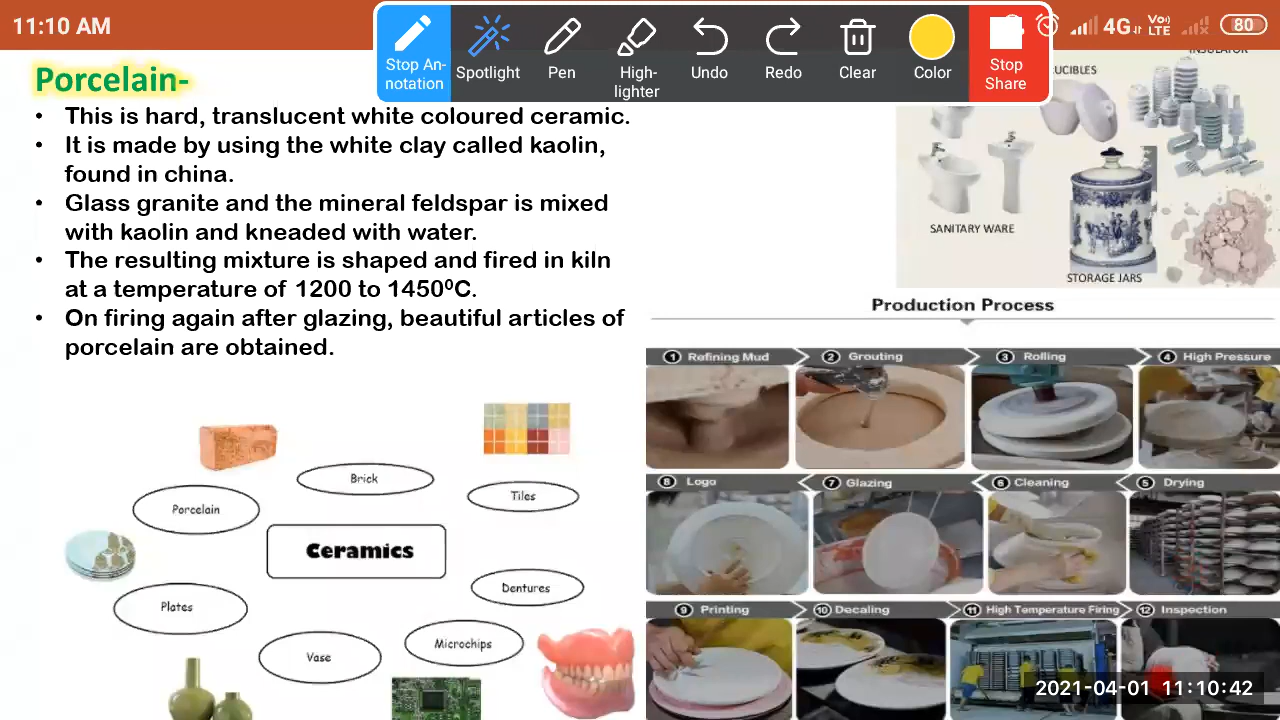 11:10 AM
4G
Vo)
LTE
80
Stop An-
notation
Spotlight
Pen
High-
lighter
Undo
Redo
Clear
Color
Stop
Share
Porcelain-
• This is hard, translucent white coloured ceramic.
• It is made by using the white clay called kaolin,
found in china.
• Glass granite and the mineral feldspar is mixed
with kaolin and kneaded with water.
• The resulting mixture is shaped and fired in kiln
at a temperature of 1200 to 1450⁰C.
• On firing again after glazing, beautiful articles of
porcelain are obtained.
SANITARY WARE
STORAGE JARS
Production Process
1 Refining Mud
2 Grouting
3 Rolling
4 High Pressure
8 Logo
7 Glazing
6 Cleaning
5 Drying
9 Printing
10 Decaling
11 High Temperature Firing
12 Inspection
Brick
Tiles
Porcelain
Ceramics
Dentures
Plates
Microchips
Vase
2021-04-01 11:10:42